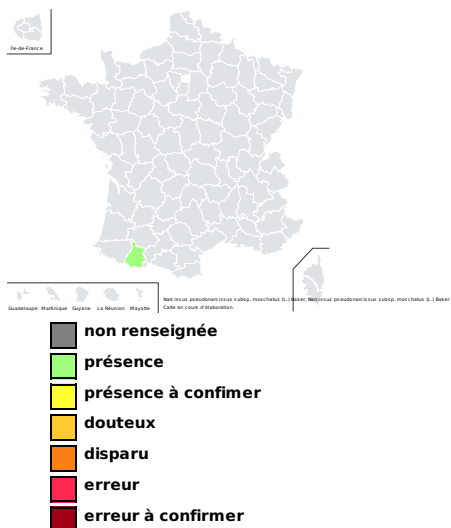 Île-de-France
Guadeloupe Martinique Guyane La Réunion Mayotte
Narcissus pseudonarcissus subsp. moschatus (L.) Baker, Narcissus pseudonarcissus subsp. moschatus (L.) Baker
Carte en cours d'élaboration.
non renseignée
présence
présence à confimer
douteux
disparu
erreur
erreur à confirmer